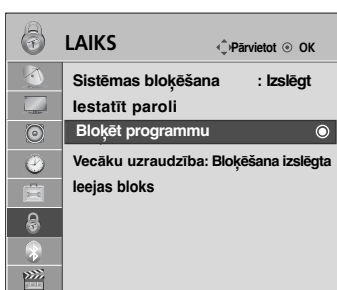 LAIKS Pārvietot OK
Sistēmas bloķēšana : Izslēgt
Iestatīt paroli
Bloķēt programmu
Vecāku uzraudzība: Bloķēšana izslēgta
Ieejas bloks